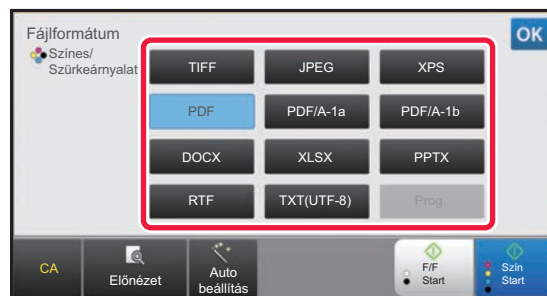 Fájlformátum
OK
Színes/
Szürkeárnyalat
TIFF
JPEG
XPS
PDF
PDF/A-1a
PDF/A-1b
DOCX
XLSX
PPTX
RTF
TXT(UTF-8)
Prog.
CA
Előnézet
Auto
beállítás
F/F
Start
Szín
Start